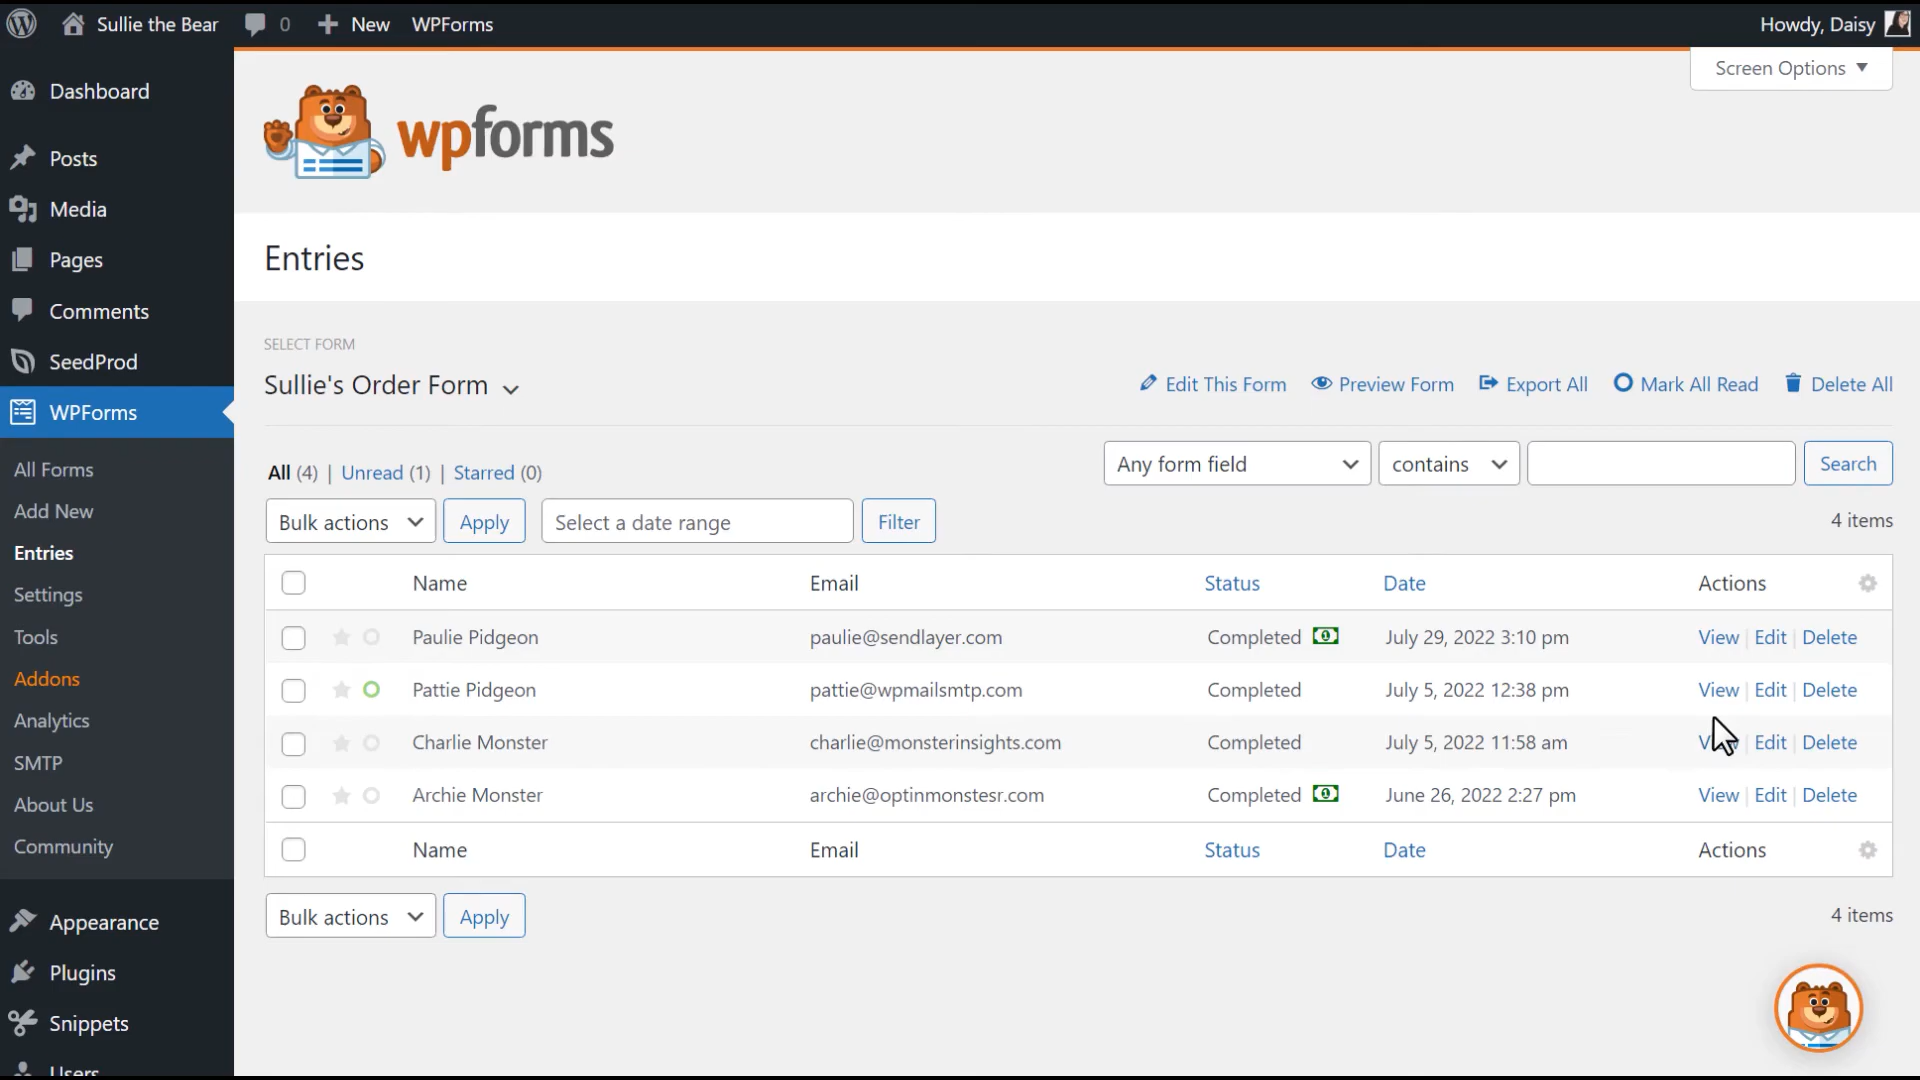 Sullie the Bear 0 New WPForms Howdy, Daisy
Screen Options
Dashboard
Posts
Media
Pages
Comments
SeedProd
WPForms
All Forms
Add New
Entries
Settings
Tools
Addons
Analytics
SMTP
About Us
Community
Appearance
Plugins
Snippets
Users
wpforms
Entries
SELECT FORM
Sullie's Order Form Edit This Form Preview Form Export All Mark All Read Delete All
All (4) | Unread (1) | Starred (0) Any form field contains Search
Bulk actions Apply Select a date range Filter 4 items
Name Email Status Date Actions
Paulie Pidgeon paulie@sendlayer.com Completed July 29, 2022 3:10 pm View | Edit | Delete
Pattie Pidgeon pattie@wpmailsmtp.com Completed July 5, 2022 12:38 pm View | Edit | Delete
Charlie Monster charlie@monsterinsights.com Completed July 5, 2022 11:58 am View | Edit | Delete
Archie Monster archie@optinmonstesr.com Completed June 26, 2022 2:27 pm View | Edit | Delete
Name Email Status Date Actions
Bulk actions Apply 4 items